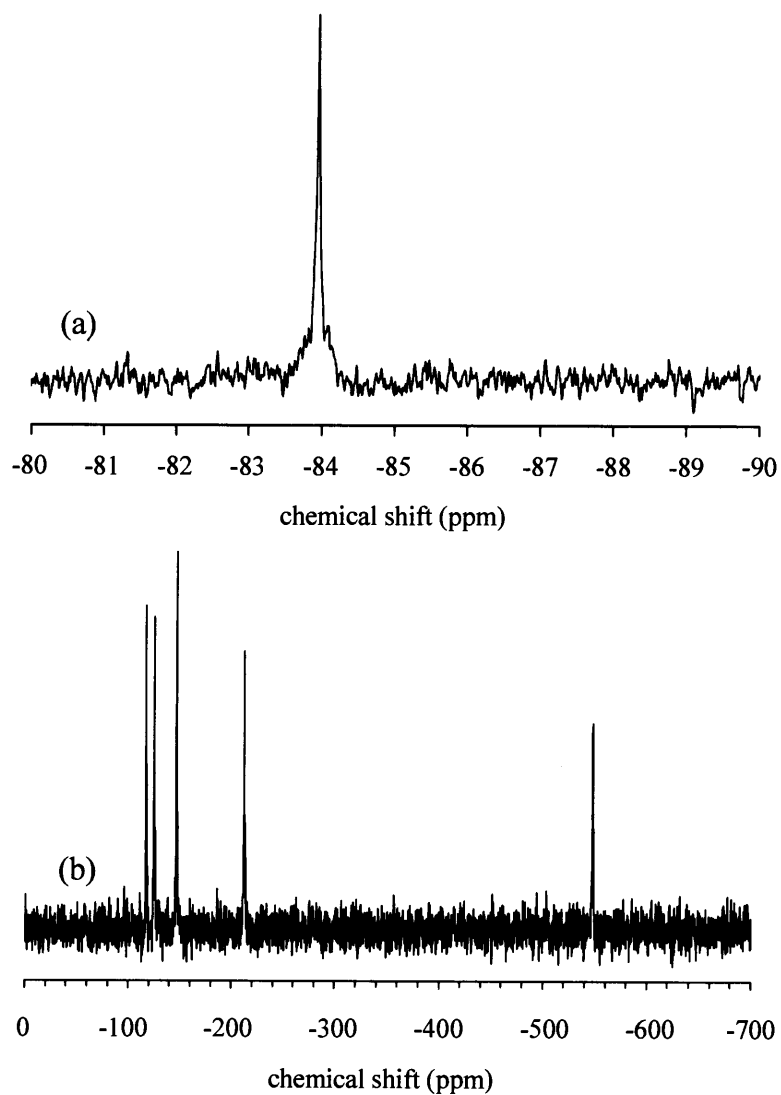 (a)
-80 -81 -82 -83 -84 -85 -86 -87 -88 -89 -90
chemical shift (ppm)
(b)
0 -100 -200 -300 -400 -500 -600 -700
chemical shift (ppm)